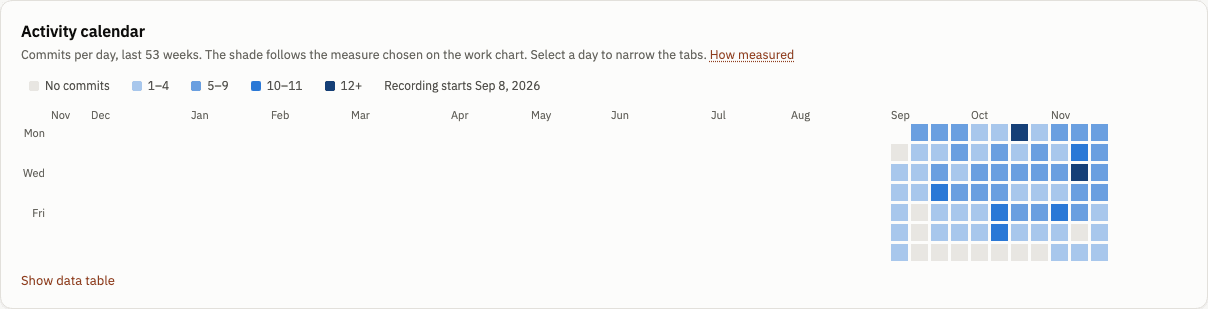 Activity calendar
Commits per day, last 53 weeks. The shade follows the measure chosen on the work chart. Select a day to narrow the tabs. How measured
No commits 1–4 5–9 10–11 12+ Recording starts Sep 8, 2026
Nov Dec Jan Feb Mar Apr May Jun Jul Aug Sep Oct Nov
Mon
Wed
Fri
Show data table